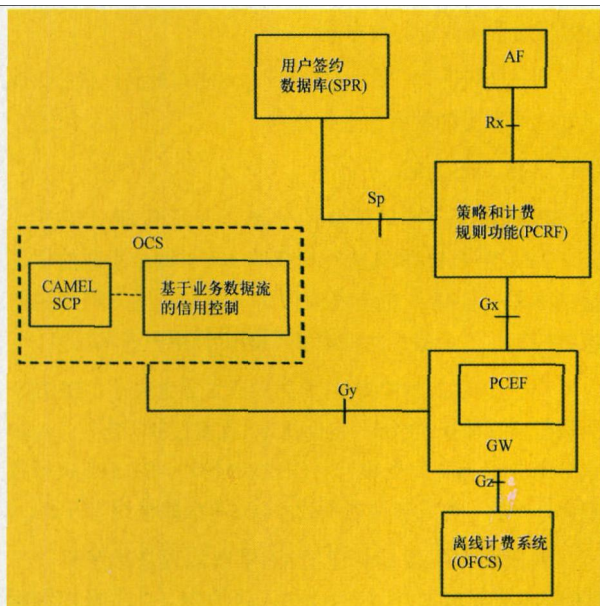 用户签约
数据库(SPR)
AF
Rx
Sp
策略和计费
规则功能(PCRF)
OCS
CAMEL
SCP
基于业务数据流
的信用控制
Gx
PCEF
Gy
GW
Gz
离线计费系统
(OFCS)